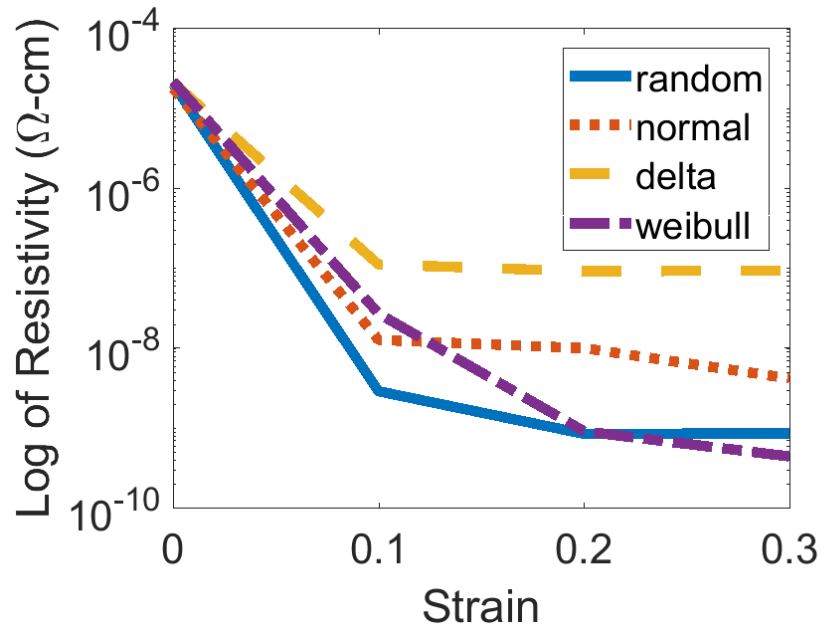 Log of Resistivity (Ω-cm)
10^-4
10^-6
10^-8
10^-10
random
normal
delta
weibull
0
0.1
0.2
0.3
Strain